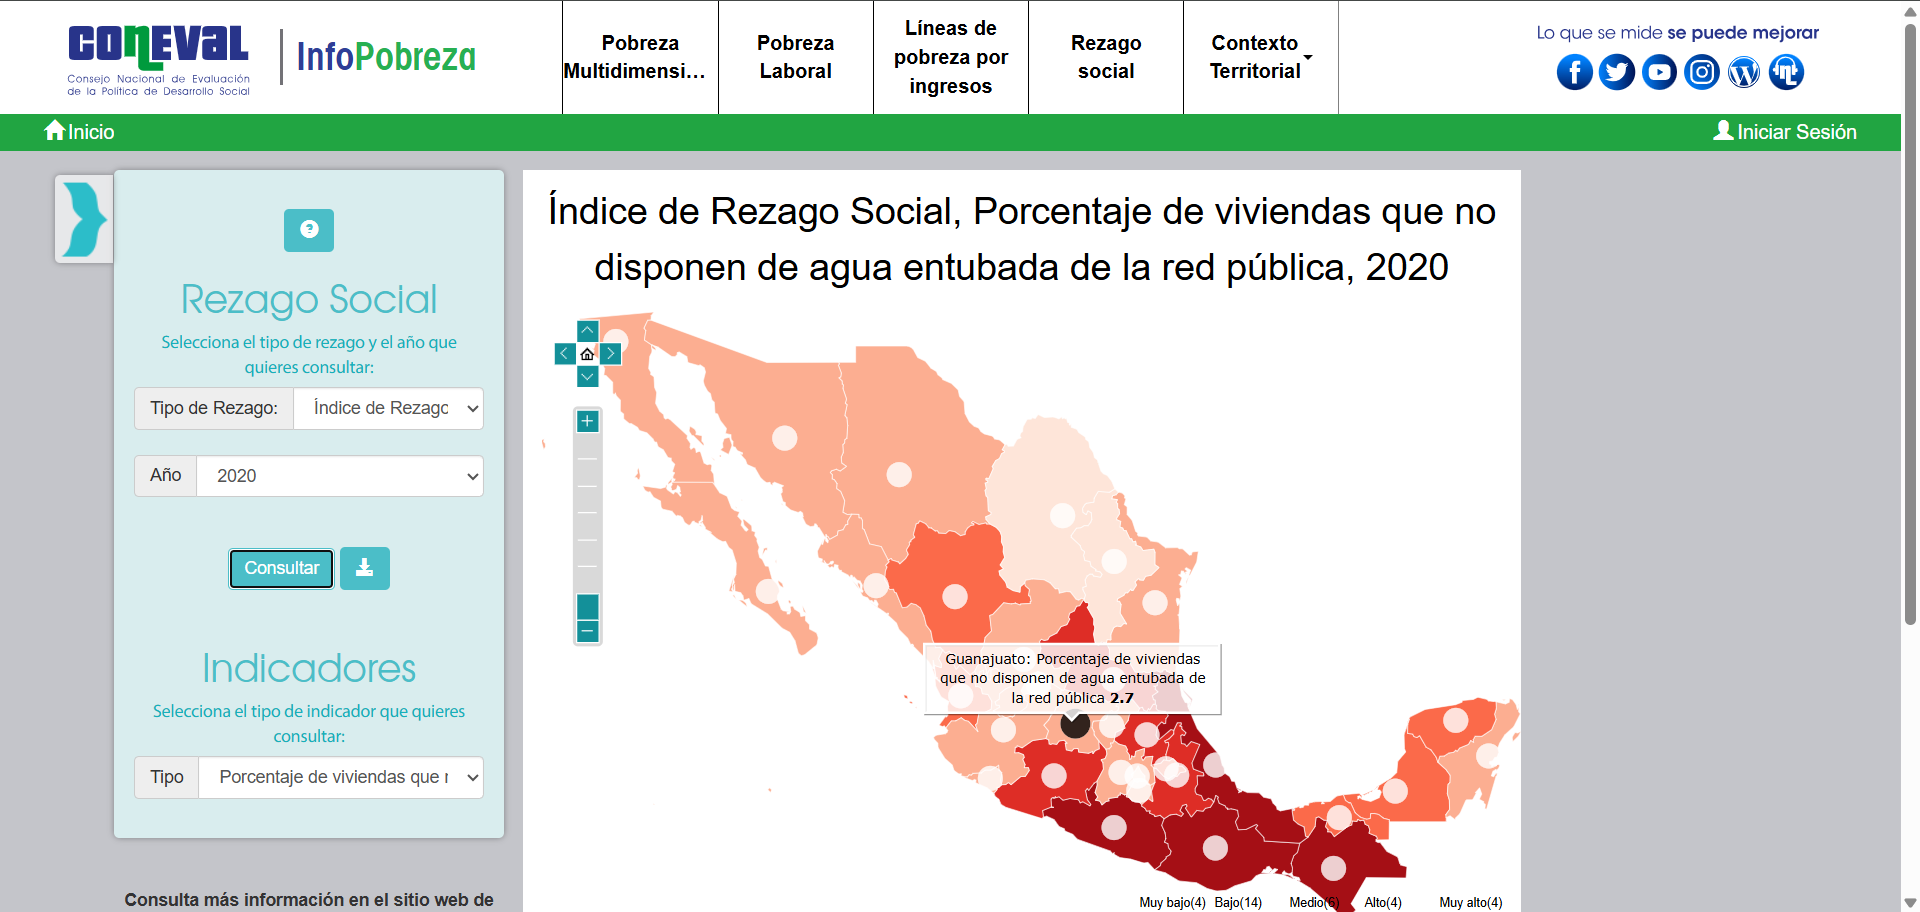 CONEVAL
Consejo Nacional de Evaluación
de la Política de Desarrollo Social
InfoPobreza
Pobreza
Multidimensi...
Pobreza
Laboral
Líneas de
pobreza por
ingresos
Rezago
social
Contexto
Territorial
Lo que se mide se puede mejorar
Inicio
Iniciar Sesión
Rezago Social
Selecciona el tipo de rezago y el año que
quieres consultar:
Tipo de Rezago:
Índice de Rezago
Año
2020
Consultar
Indicadores
Selecciona el tipo de indicador que quieres
consultar:
Tipo
Porcentaje de viviendas que n
Consulta más información en el sitio web de
Índice de Rezago Social, Porcentaje de viviendas que no
disponen de agua entubada de la red pública, 2020
Guanajuato: Porcentaje de viviendas
que no disponen de agua entubada de
la red pública 2.7
Muy bajo(4) Bajo(14) Medio(6) Alto(4) Muy alto(4)